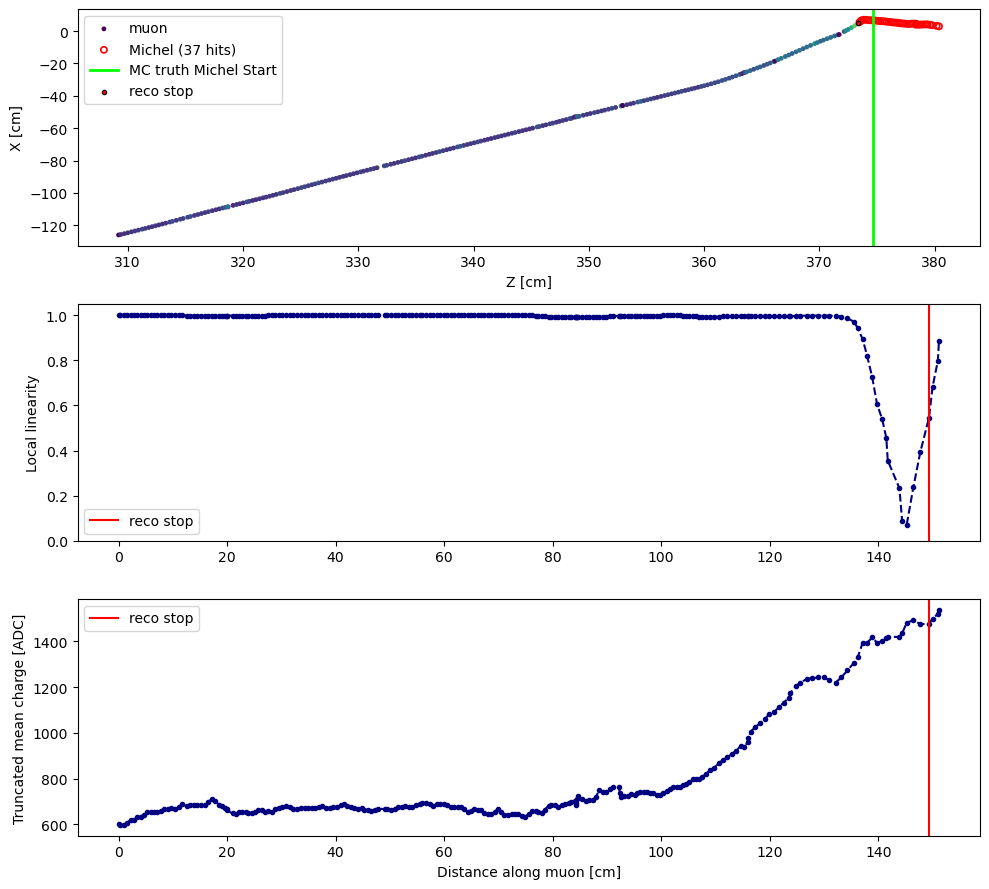 muon
Michel (37 hits)
MC truth Michel Start
reco stop
X [cm]
0
−20
−40
−60
−80
−100
−120
310 320 330 340 350 360 370 380
Z [cm]
Local linearity
1.0
0.8
0.6
0.4
0.2
0.0
reco stop
0 20 40 60 80 100 120 140
Truncated mean charge [ADC]
reco stop
1400
1200
1000
800
600
0 20 40 60 80 100 120 140
Distance along muon [cm]